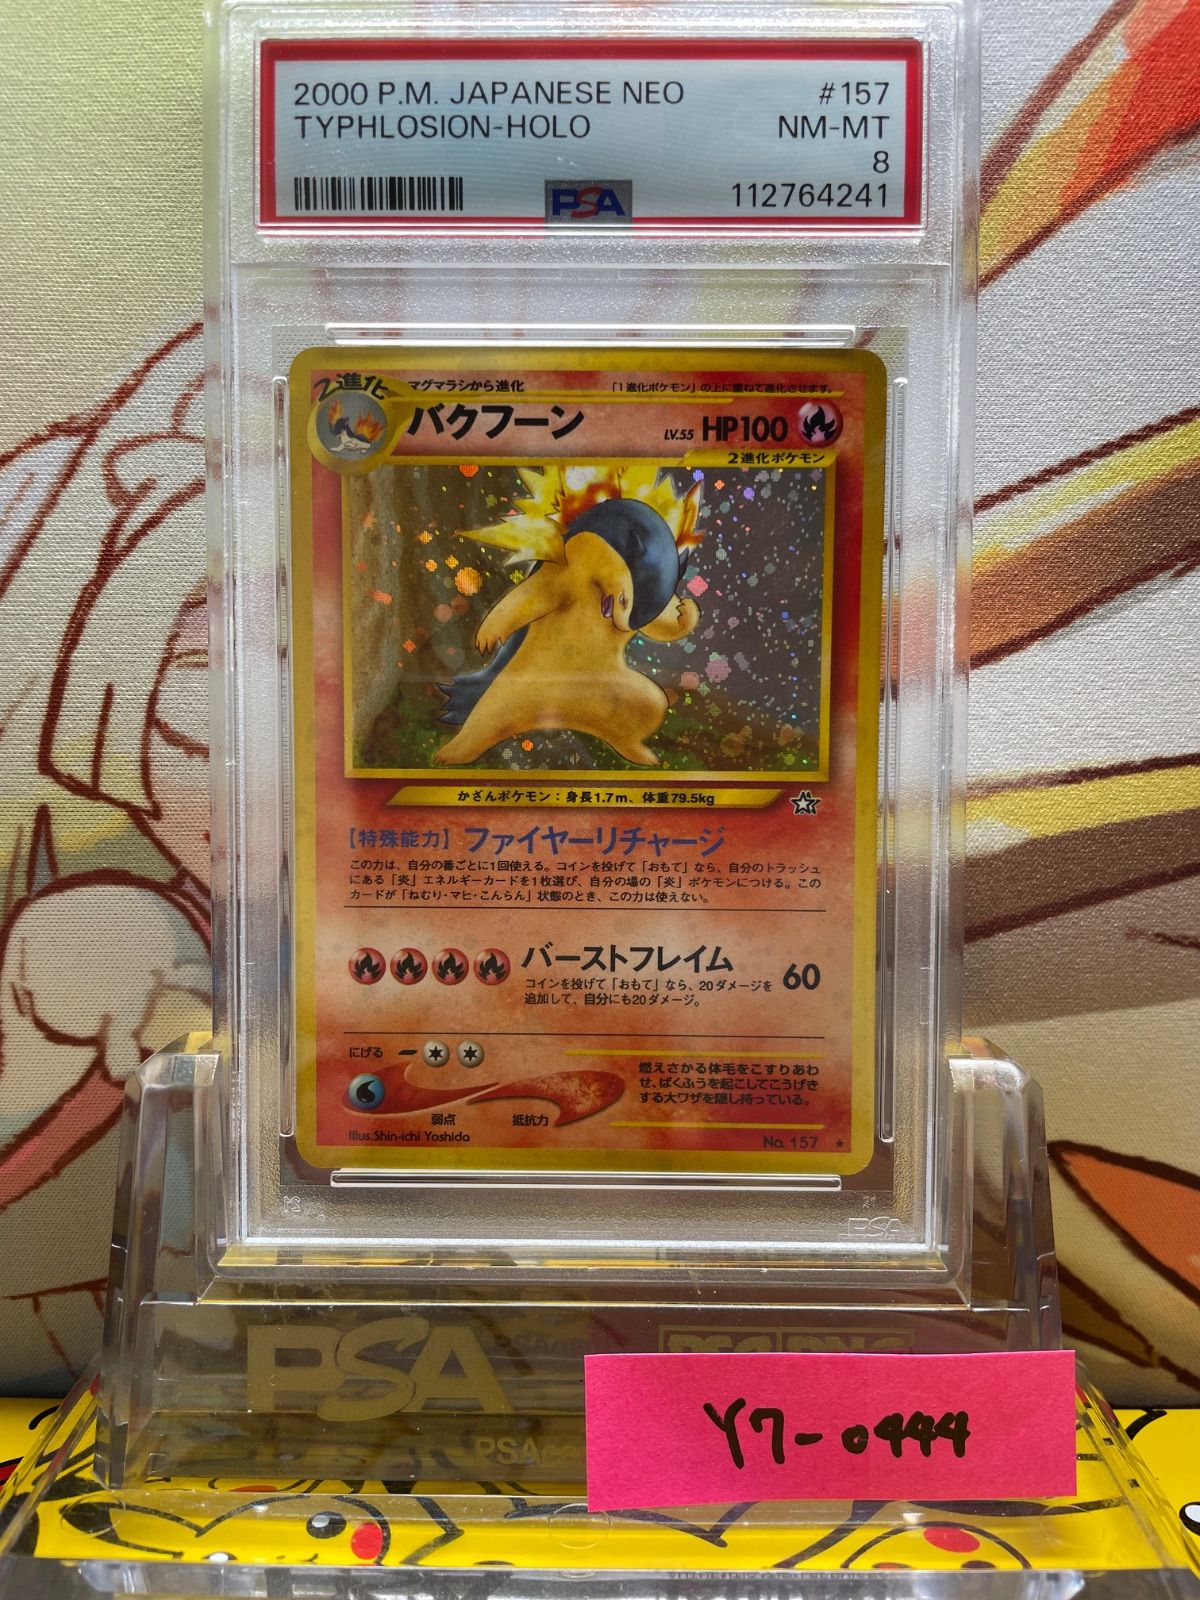 2000 P.M. JAPANESE NEO #157
TYPHLOSION-HOLO NM-MT
8
PSA 112764241
2進化
マグマラシから進化 「1進化ポケモン」の上に重ねて進化させます。
バクフーン LV.55 HP100
2進化ポケモン
かざんポケモン:身長1.7m、体重79.5kg
【特殊能力】ファイヤーリチャージ
この力は、自分の番ごとに1回使える。コインを投げて「おもて」なら、自分のトラッシュ
にある「炎」エネルギーカードを1枚選び、自分の場の「炎」ポケモンにつける。この
カードが「ねむり・マヒ・こんらん」状態のとき、この力は使えない。
バーストフレイム 60
コインを投げて「おもて」なら、20ダメージを
追加して、自分にも20ダメージ。
にげる
弱点 抵抗力
燃えさかる体毛をこすりあわ
せ、ばくふうを起こしてこうげき
する大ワザを隠し持っている。
Illus.Shin-ichi Yoshida No. 157 ★
PSA
PSA
Y7-0444